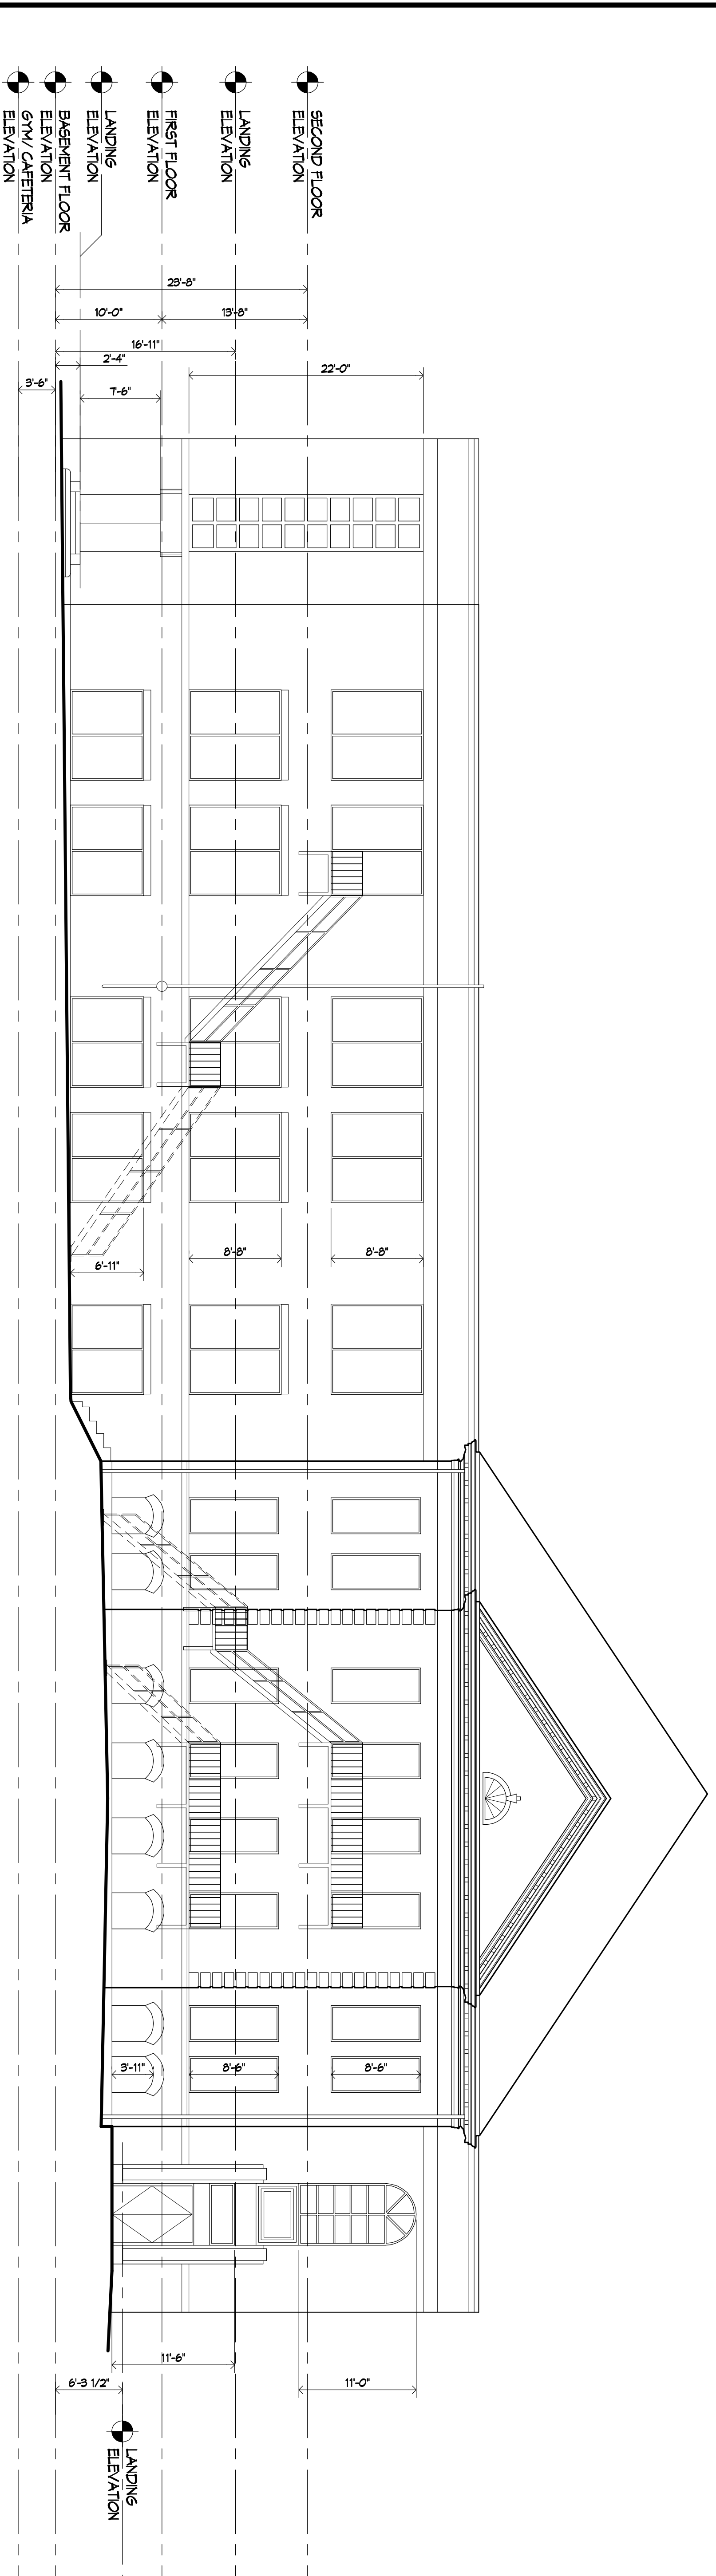 SECOND FLOOR
ELEVATION
LANDING
ELEVATION
FIRST FLOOR
ELEVATION
LANDING
ELEVATION
BASEMENT FLOOR
ELEVATION
GYM/ CAFETERIA
ELEVATION
23'-8"
10'-0"
13'-8"
16'-11"
2'-4"
3'-6"
7'-6"
22'-0"
6'-11"
8'-8"
8'-8"
3'-11"
8'-6"
8'-6"
11'-6"
11'-0"
6'-3 1/2"
LANDING
ELEVATION